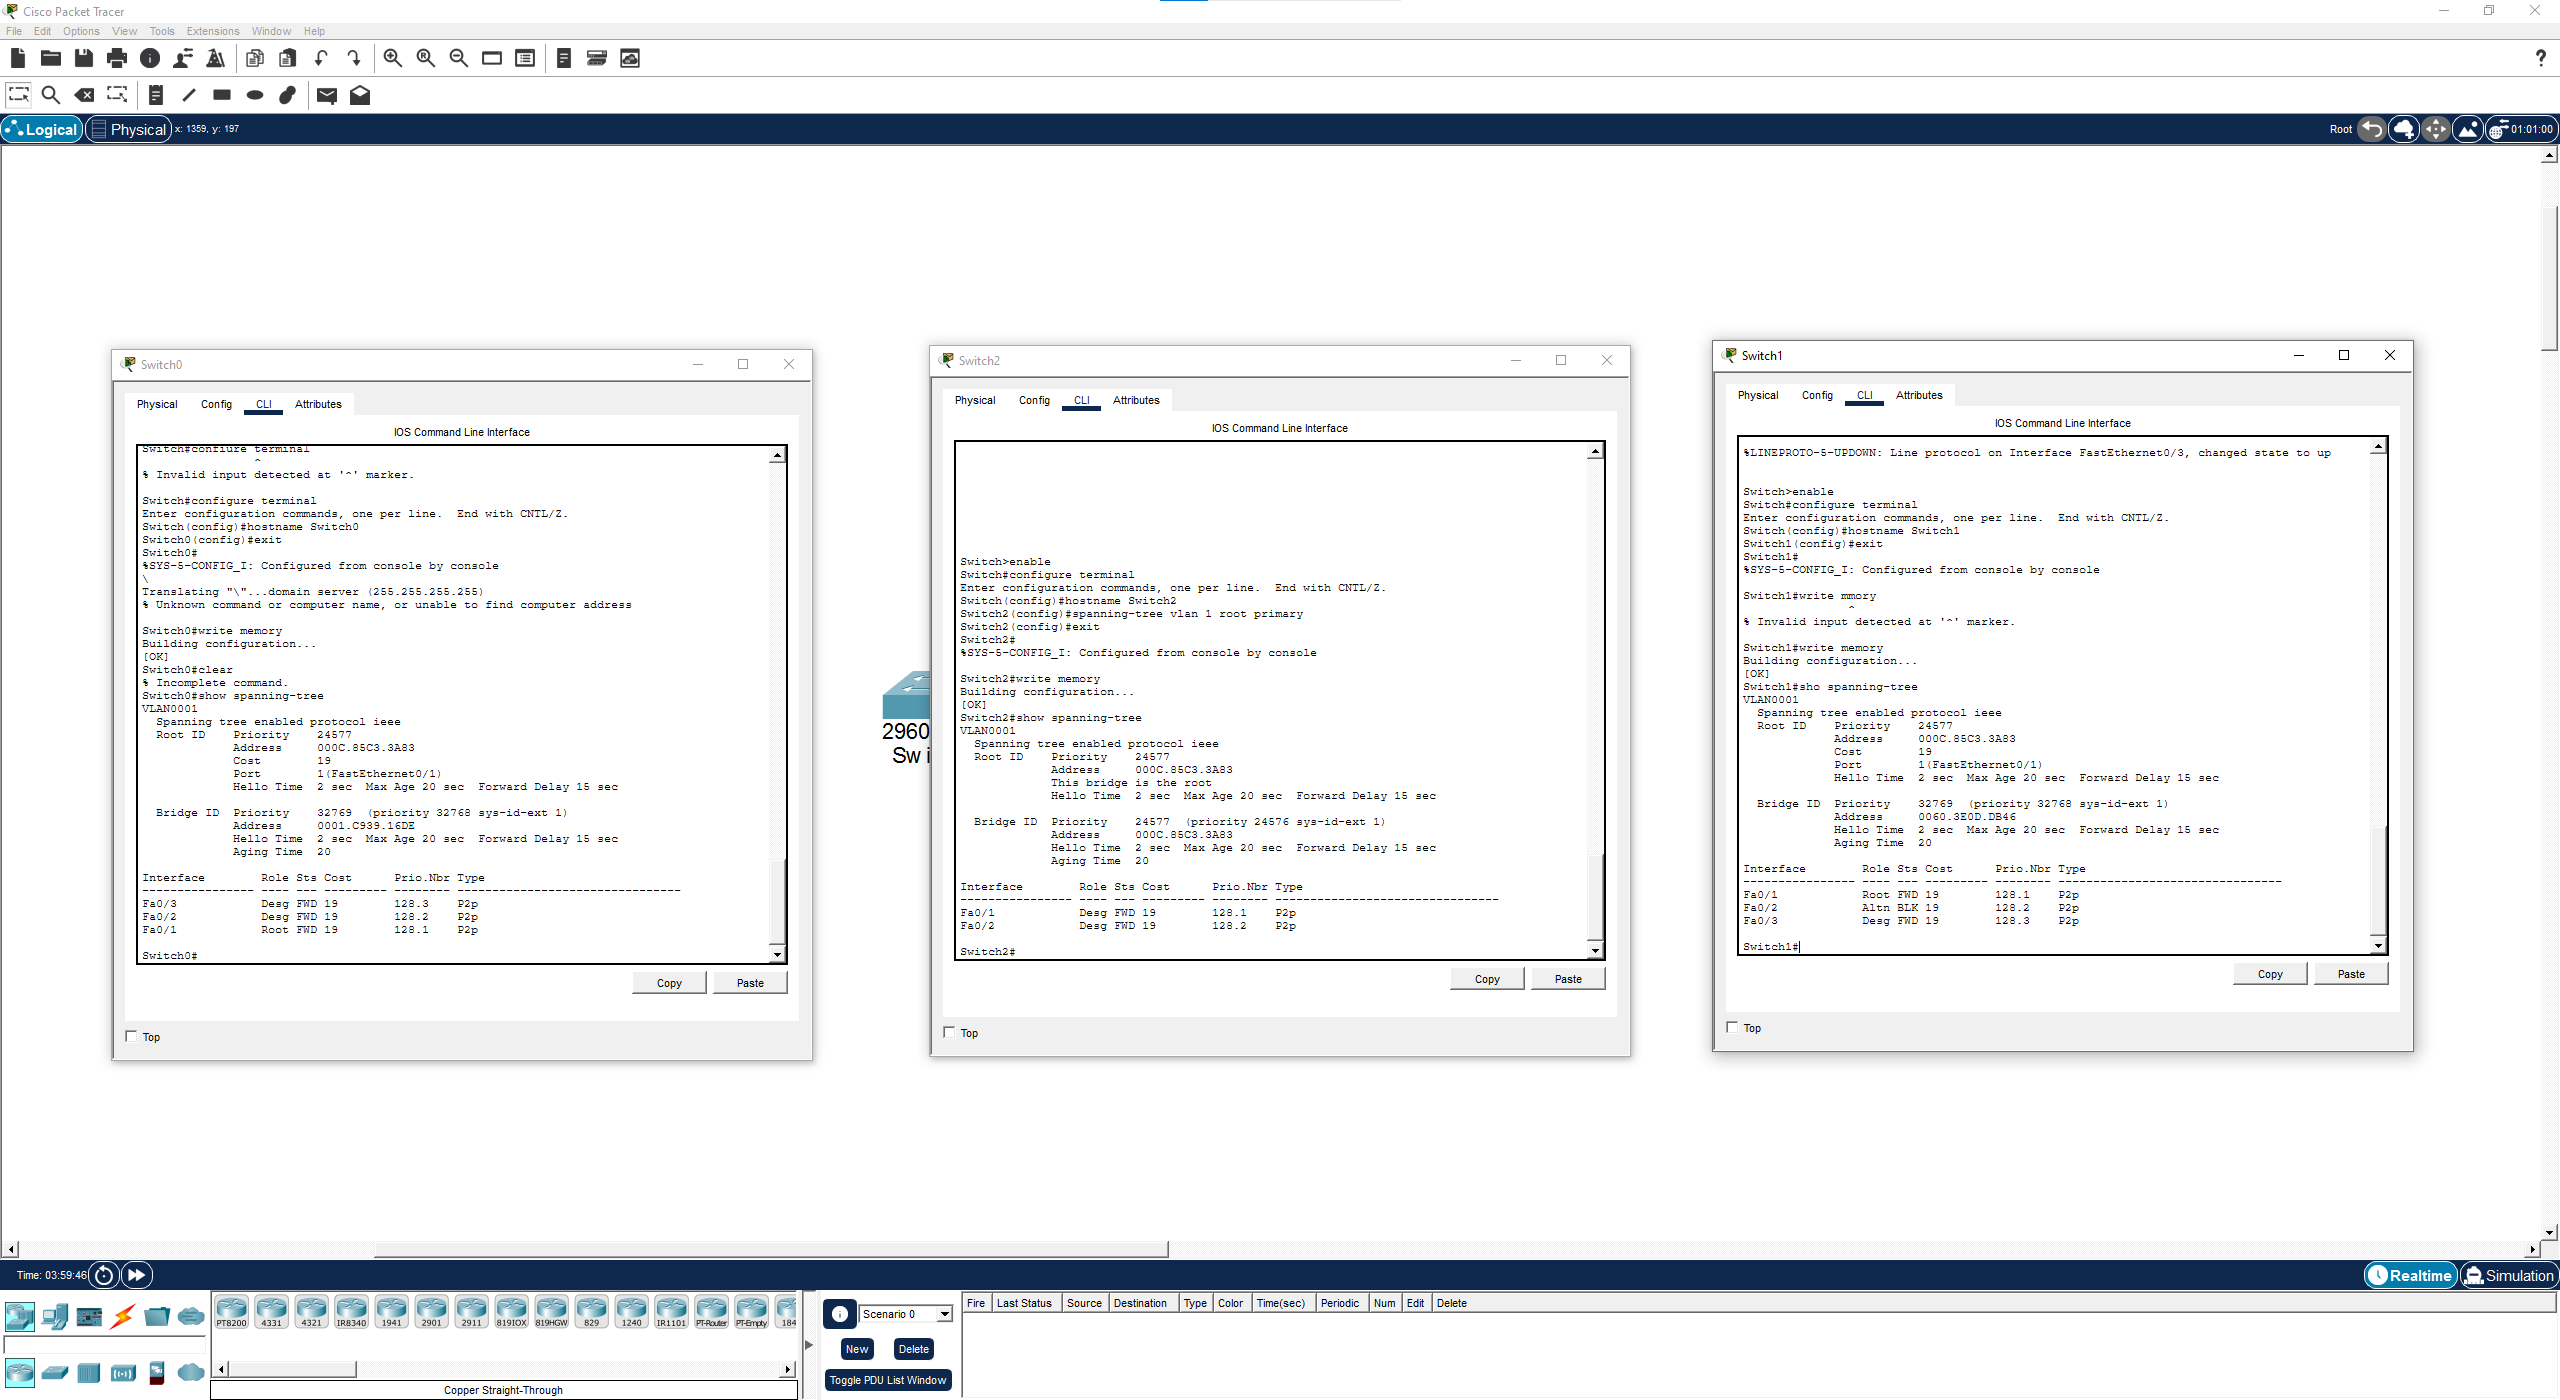 Cisco Packet Tracer
File Edit Options View Tools Extensions Window Help
Logical Physical x: 1359, y: 197
Root 01:01:00
Switch0
Physical Config CLI Attributes
IOS Command Line Interface
Switch#confiure terminal
^
% Invalid input detected at '^' marker.
Switch#configure terminal
Enter configuration commands, one per line. End with CNTL/Z.
Switch(config)#hostname Switch0
Switch0(config)#exit
Switch0#
%SYS-5-CONFIG_I: Configured from console by console
\
Translating "\"...domain server (255.255.255.255)
% Unknown command or computer name, or unable to find computer address
Switch0#write memory
Building configuration...
[OK]
Switch0#clear
% Incomplete command.
Switch0#show spanning-tree
VLAN0001
Spanning tree enabled protocol ieee
Root ID Priority 24577
Address 000C.85C3.3A83
Cost 19
Port 1(FastEthernet0/1)
Hello Time 2 sec Max Age 20 sec Forward Delay 15 sec
Bridge ID Priority 32769 (priority 32768 sys-id-ext 1)
Address 0001.C939.16DE
Hello Time 2 sec Max Age 20 sec Forward Delay 15 sec
Aging Time 20
Interface Role Sts Cost Prio.Nbr Type
---------------- ---- --- --------- -------- --------------------------------
Fa0/3 Desg FWD 19 128.3 P2p
Fa0/2 Desg FWD 19 128.2 P2p
Fa0/1 Root FWD 19 128.1 P2p
Switch0#
Copy Paste
Top
2960
Swi
Switch2
Physical Config CLI Attributes
IOS Command Line Interface
Switch>enable
Switch#configure terminal
Enter configuration commands, one per line. End with CNTL/Z.
Switch(config)#hostname Switch2
Switch2(config)#spanning-tree vlan 1 root primary
Switch2(config)#exit
Switch2#
%SYS-5-CONFIG_I: Configured from console by console
Switch2#write memory
Building configuration...
[OK]
Switch2#show spanning-tree
VLAN0001
Spanning tree enabled protocol ieee
Root ID Priority 24577
Address 000C.85C3.3A83
This bridge is the root
Hello Time 2 sec Max Age 20 sec Forward Delay 15 sec
Bridge ID Priority 24577 (priority 24576 sys-id-ext 1)
Address 000C.85C3.3A83
Hello Time 2 sec Max Age 20 sec Forward Delay 15 sec
Aging Time 20
Interface Role Sts Cost Prio.Nbr Type
---------------- ---- --- --------- -------- --------------------------------
Fa0/1 Desg FWD 19 128.1 P2p
Fa0/2 Desg FWD 19 128.2 P2p
Switch2#
Copy Paste
Top
Switch1
Physical Config CLI Attributes
IOS Command Line Interface
%LINEPROTO-5-UPDOWN: Line protocol on Interface FastEthernet0/3, changed state to up
Switch>enable
Switch#configure terminal
Enter configuration commands, one per line. End with CNTL/Z.
Switch(config)#hostname Switch1
Switch1(config)#exit
Switch1#
%SYS-5-CONFIG_I: Configured from console by console
Switch1#write mmory
^
% Invalid input detected at '^' marker.
Switch1#write memory
Building configuration...
[OK]
Switch1#sho spanning-tree
VLAN0001
Spanning tree enabled protocol ieee
Root ID Priority 24577
Address 000C.85C3.3A83
Cost 19
Port 1(FastEthernet0/1)
Hello Time 2 sec Max Age 20 sec Forward Delay 15 sec
Bridge ID Priority 32769 (priority 32768 sys-id-ext 1)
Address 0060.3E0D.DB46
Hello Time 2 sec Max Age 20 sec Forward Delay 15 sec
Aging Time 20
Interface Role Sts Cost Prio.Nbr Type
---------------- ---- --- --------- -------- --------------------------------
Fa0/1 Root FWD 19 128.1 P2p
Fa0/2 Altn BLK 19 128.2 P2p
Fa0/3 Desg FWD 19 128.3 P2p
Switch1#
Copy Paste
Top
Time: 03:59:46
Realtime Simulation
PT8200 4331 4321 IR8340 1941 2901 2911 819IOX 819HGW 829 1240 IR1101 PT-Router PT-Empty 184
Copper Straight-Through
Scenario 0
New Delete
Toggle PDU List Window
Fire Last Status Source Destination Type Color Time(sec) Periodic Num Edit Delete